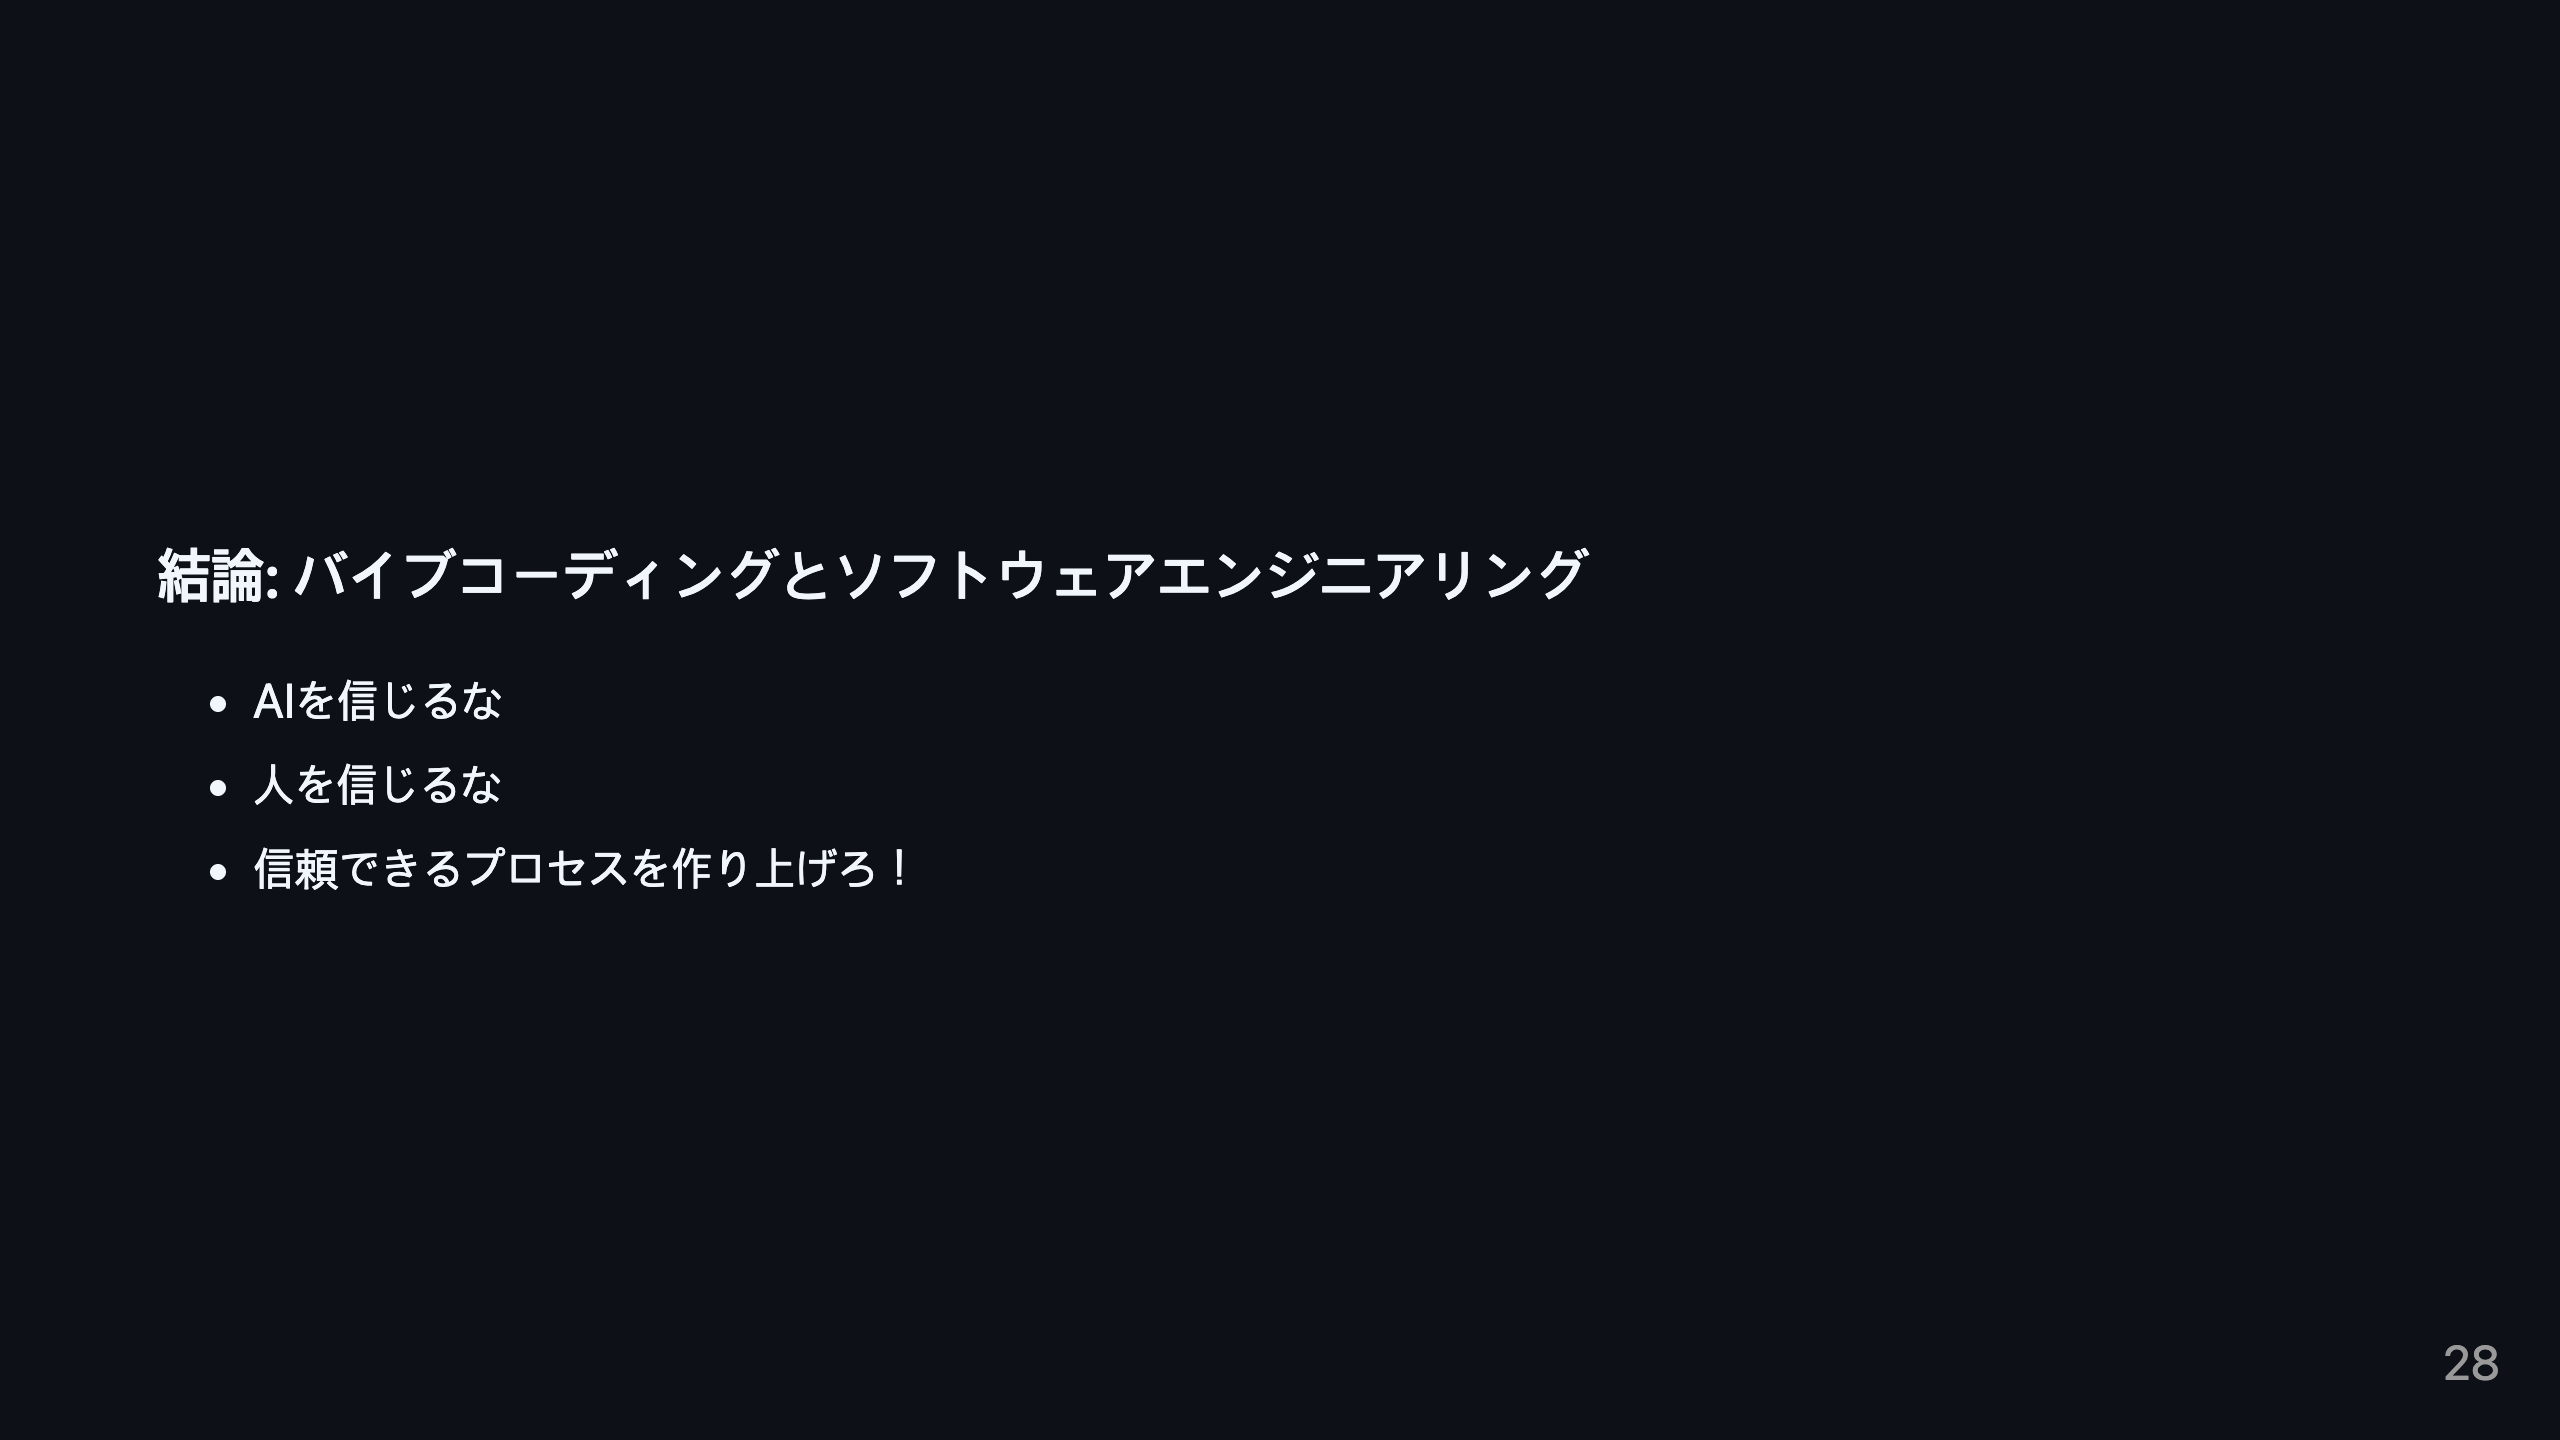 結論: バイブコーディングとソフトウェアエンジニアリング
• AIを信じるな
• 人を信じるな
• 信頼できるプロセスを作り上げろ！
28